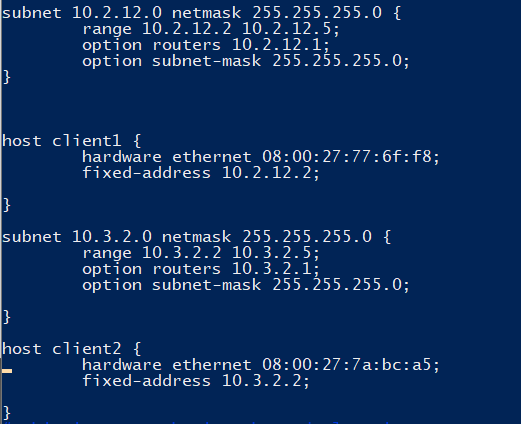 subnet 10.2.12.0 netmask 255.255.255.0 {
        range 10.2.12.2 10.2.12.5;
        option routers 10.2.12.1;
        option subnet-mask 255.255.255.0;
}
host client1 {
        hardware ethernet 08:00:27:77:6f:f8;
        fixed-address 10.2.12.2;
}
subnet 10.3.2.0 netmask 255.255.255.0 {
        range 10.3.2.2 10.3.2.5;
        option routers 10.3.2.1;
        option subnet-mask 255.255.255.0;
}
host client2 {
        hardware ethernet 08:00:27:7a:bc:a5;
        fixed-address 10.3.2.2;
}